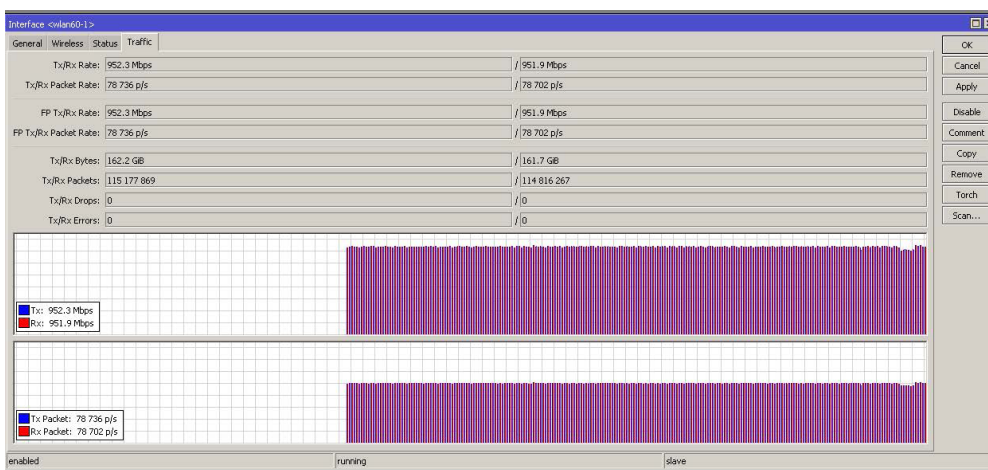 Interface <wlan60-1>
General Wireless Status Traffic
Tx/Rx Rate: 952.3 Mbps / 951.9 Mbps
Tx/Rx Packet Rate: 78 736 p/s / 78 702 p/s
FP Tx/Rx Rate: 952.3 Mbps / 951.9 Mbps
FP Tx/Rx Packet Rate: 78 736 p/s / 78 702 p/s
Tx/Rx Bytes: 162.2 GiB / 161.7 GiB
Tx/Rx Packets: 115 177 869 / 114 816 267
Tx/Rx Drops: 0 / 0
Tx/Rx Errors: 0 / 0
Tx: 952.3 Mbps
Rx: 951.9 Mbps
Tx Packet: 78 736 p/s
Rx Packet: 78 702 p/s
OK
Cancel
Apply
Disable
Comment
Copy
Remove
Torch
Scan...
enabled running slave